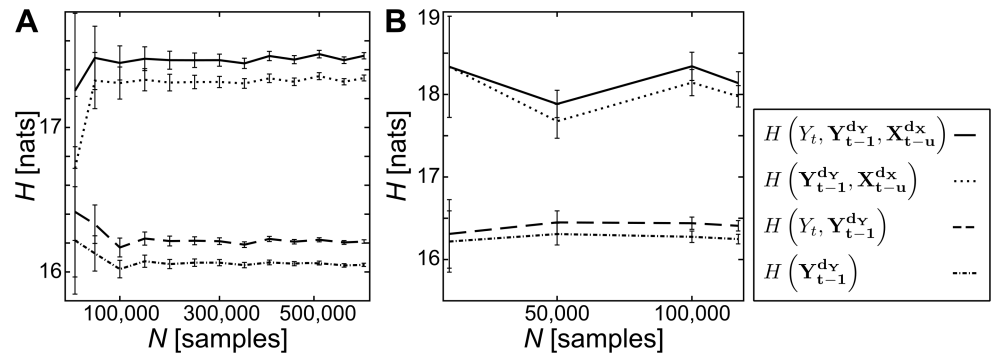 A
B
19
18
17
16
H [nats]
17
16
H [nats]
100,000 300,000 500,000
N [samples]
50,000 100,000
N [samples]
H(Y_t, Y_{t-1}^{d_Y}, X_{t-u}^{d_X})
H(Y_{t-1}^{d_Y}, X_{t-u}^{d_X})
H(Y_t, Y_{t-1}^{d_Y})
H(Y_{t-1}^{d_Y})